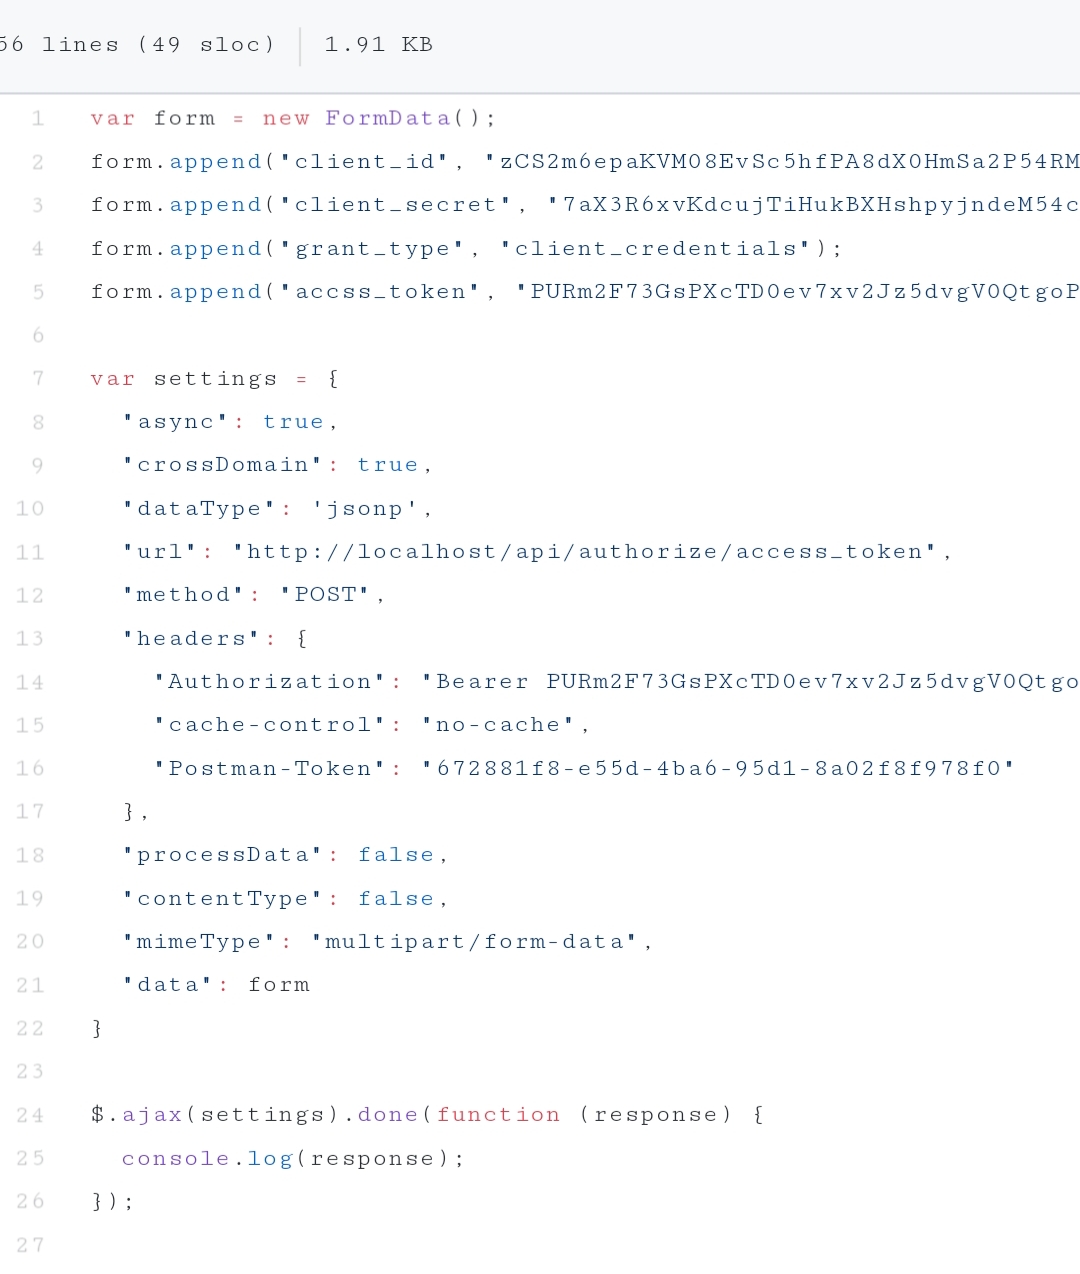 56 lines (49 sloc) 1.91 KB
1 var form = new FormData();
2 form.append("client_id", "zCS2m6epaKVM08EvSc5hfPA8dX0HmSa2P54RM
3 form.append("client_secret", "7aX3R6xvKdcujTiHukBXHshpyjndeM54c
4 form.append("grant_type", "client_credentials");
5 form.append("accss_token", "PURm2F73GsPXcTD0ev7xv2Jz5dvgV0QtgoP
6
7 var settings = {
8 "async": true,
9 "crossDomain": true,
10 "dataType": 'jsonp',
11 "url": "http://localhost/api/authorize/access_token",
12 "method": "POST",
13 "headers": {
14 "Authorization": "Bearer PURm2F73GsPXcTD0ev7xv2Jz5dvgV0Qtgo
15 "cache-control": "no-cache",
16 "Postman-Token": "672881f8-e55d-4ba6-95d1-8a02f8f978f0"
17 },
18 "processData": false,
19 "contentType": false,
20 "mimeType": "multipart/form-data",
21 "data": form
22 }
23
24 $.ajax(settings).done(function (response) {
25 console.log(response);
26 });
27